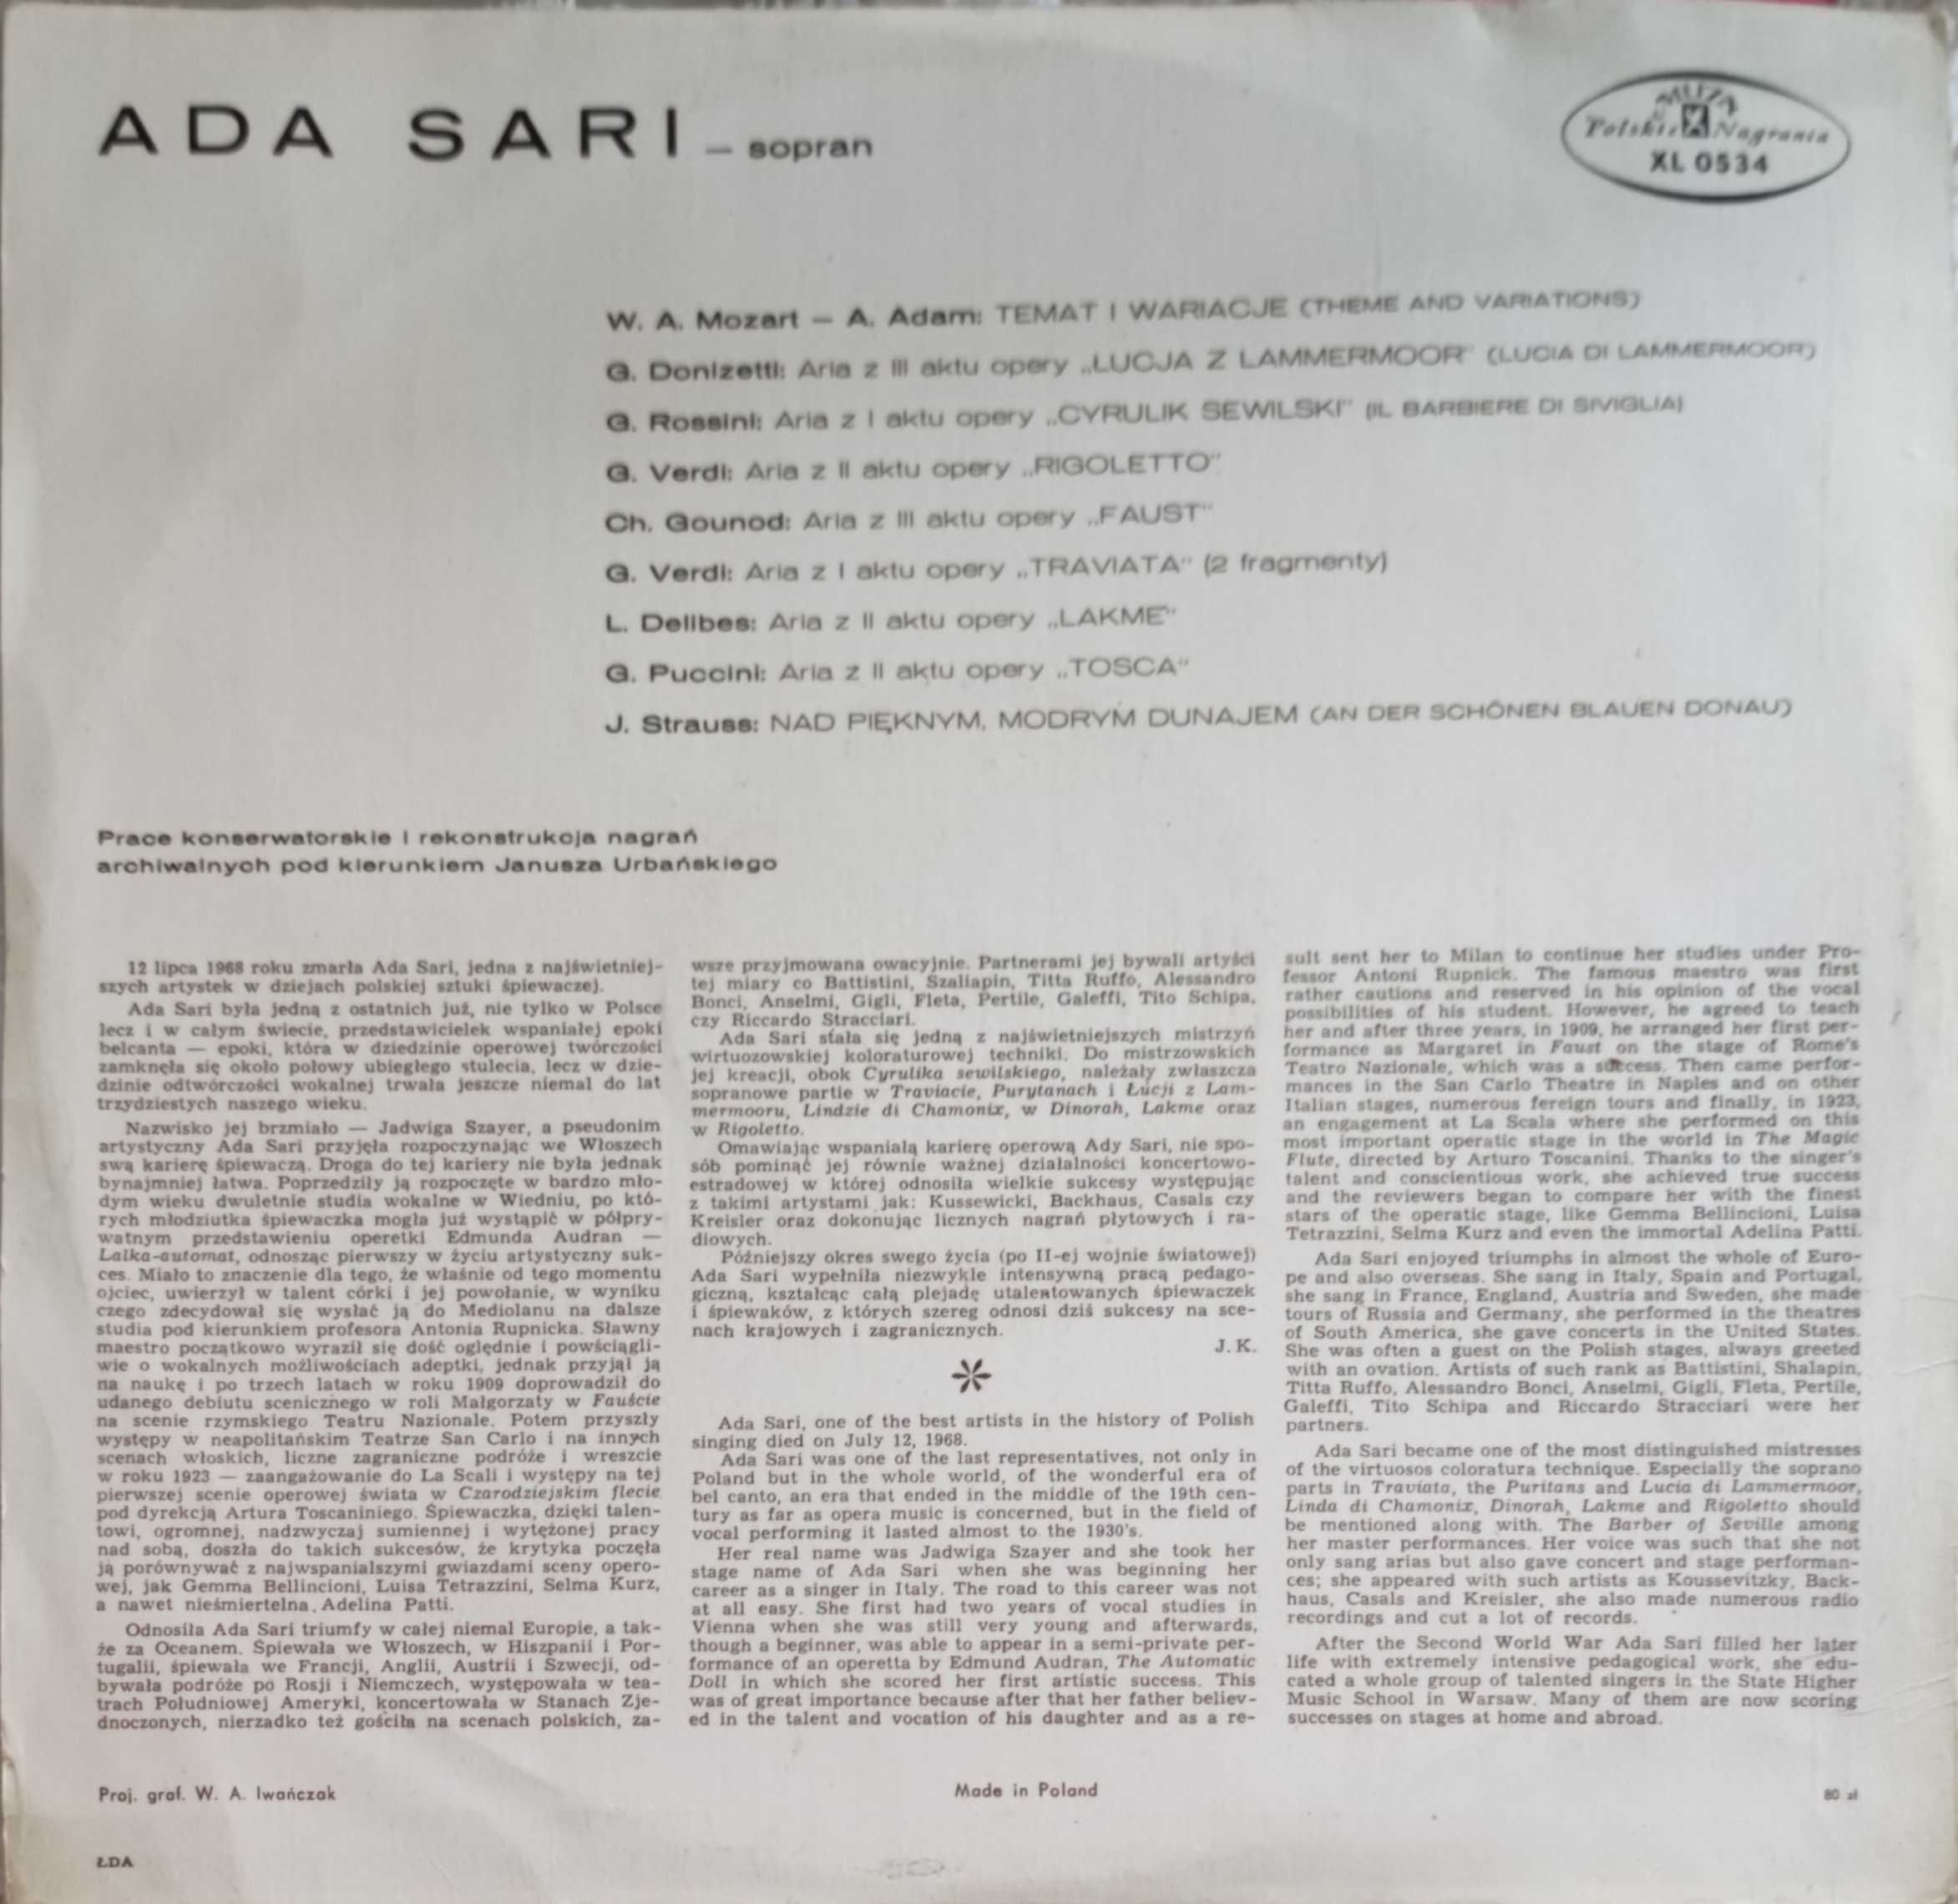 ADA SARI — sopran
MUZA
Polskie Nagrania
XL 0534
W. A. Mozart — A. Adam: TEMAT I WARIACJE (THEME AND VARIATIONS)
G. Donizetti: Aria z III aktu opery „ŁUCJA Z LAMMERMOOR" (LUCIA DI LAMMERMOOR)
G. Rossini: Aria z I aktu opery „CYRULIK SEWILSKI" (IL BARBIERE DI SIVIGLIA)
G. Verdi: Aria z II aktu opery „RIGOLETTO"
Ch. Gounod: Aria z III aktu opery „FAUST"
G. Verdi: Aria z I aktu opery „TRAVIATA" (2 fragmenty)
L. Delibes: Aria z II aktu opery „LAKME"
G. Puccini: Aria z II aktu opery „TOSCA"
J. Strauss: NAD PIĘKNYM, MODRYM DUNAJEM (AN DER SCHÖNEN BLAUEN DONAU)
Prace konserwatorskie i rekonstrukcja nagrań
archiwalnych pod kierunkiem Janusza Urbańskiego
12 lipca 1968 roku zmarła Ada Sari, jedna z najświetniej-
szych artystek w dziejach polskiej sztuki śpiewaczej.
Ada Sari była jedną z ostatnich już, nie tylko w Polsce
lecz i w całym świecie, przedstawicielek wspaniałej epoki
belcanta — epoki, która w dziedzinie operowej twórczości
zamknęła się około połowy ubiegłego stulecia, lecz w dzie-
dzinie odtwórczości wokalnej trwała jeszcze niemal do lat
trzydziestych naszego wieku.
Nazwisko jej brzmiało — Jadwiga Szayer, a pseudonim
artystyczny Ada Sari przyjęła rozpoczynając we Włoszech
swą karierę śpiewaczą. Droga do tej kariery nie była jednak
bynajmniej łatwa. Poprzedziły ją rozpoczęte w bardzo mło-
dym wieku dwuletnie studia wokalne w Wiedniu, po któ-
rych młodziutka śpiewaczka mogła już wystąpić w półpry-
watnym przedstawieniu operetki Edmunda Audran —
Lalka-automat, odnosząc pierwszy w życiu artystyczny suk-
ces. Miało to znaczenie dla tego, że właśnie od tego momentu
ojciec, uwierzył w talent córki i jej powołanie, w wyniku
czego zdecydował się wysłać ją do Mediolanu na dalsze
studia pod kierunkiem profesora Antonia Rupnicka. Sławny
maestro początkowo wyraził się dość oględnie i powściągli-
wie o wokalnych możliwościach adeptki, jednak przyjął ją
na naukę i po trzech latach w roku 1909 doprowadził do
udanego debiutu scenicznego w roli Małgorzaty w Fauście
na scenie rzymskiego Teatru Nazionale. Potem przyszły
występy w neapolitańskim Teatrze San Carlo i na innych
scenach włoskich, liczne zagraniczne podróże i wreszcie
w roku 1923 — zaangażowanie do La Scali i występy na tej
pierwszej scenie operowej świata w Czarodziejskim flecie
pod dyrekcją Artura Toscaniniego. Śpiewaczka, dzięki talen-
towi, ogromnej, nadzwyczaj sumiennej i wytężonej pracy
nad sobą, doszła do takich sukcesów, że krytyka poczęła
ją porównywać z najwspanialszymi gwiazdami sceny opero-
wej, jak Gemma Bellincioni, Luisa Tetrazzini, Selma Kurz,
a nawet nieśmiertelna Adelina Patti.
Odnosiła Ada Sari triumfy w całej niemal Europie, a tak-
że za Oceanem. Śpiewała we Włoszech, w Hiszpanii i Por-
tugalii, śpiewała we Francji, Anglii, Austrii i Szwecji, od-
bywała podróże po Rosji i Niemczech, występowała w tea-
trach Południowej Ameryki, koncertowała w Stanach Zje-
dnoczonych, nierzadko też gościła na scenach polskich, za-
wsze przyjmowana owacyjnie. Partnerami jej bywali artyści
tej miary co Battistini, Szaliapin, Titta Ruffo, Alessandro
Bonci, Anselmi, Gigli, Fleta, Pertile, Galeffi, Tito Schipa,
czy Riccardo Stracciari.
Ada Sari stała się jedną z najświetniejszych mistrzyń
wirtuozowskiej koloraturowej techniki. Do mistrzowskich
jej kreacji, obok Cyrulika sewilskiego, należały zwłaszcza
sopranowe partie w Traviacie, Purytanach i Łucji z Lam-
mermooru, Lindzie di Chamonix, w Dinorah, Lakme oraz
w Rigoletto.
Omawiając wspaniałą karierę operową Ady Sari, nie spo-
sób pominąć jej równie ważnej działalności koncertowo-
estradowej w której odnosiła wielkie sukcesy występując
z takimi artystami jak: Kussewicki, Backhaus, Casals czy
Kreisler oraz dokonując licznych nagrań płytowych i ra-
diowych.
Późniejszy okres swego życia (po II-ej wojnie światowej)
Ada Sari wypełniła niezwykle intensywną pracą pedago-
giczną, kształcąc całą plejadę utalentowanych śpiewaczek
i śpiewaków, z których szereg odnosi dziś sukcesy na sce-
nach krajowych i zagranicznych.
J. K.
Ada Sari, one of the best artists in the history of Polish
singing died on July 12, 1968.
Ada Sari was one of the last representatives, not only in
Poland but in the whole world, of the wonderful era of
bel canto, an era that ended in the middle of the 19th cen-
tury as far as opera music is concerned, but in the field of
vocal performing it lasted almost to the 1930's.
Her real name was Jadwiga Szayer and she took her
stage name of Ada Sari when she was beginning her
career as a singer in Italy. The road to this career was not
at all easy. She first had two years of vocal studies in
Vienna when she was still very young and afterwards,
though a beginner, was able to appear in a semi-private per-
formance of an operetta by Edmund Audran, The Automatic
Doll in which she scored her first artistic success. This
was of great importance because after that her father believ-
ed in the talent and vocation of his daughter and as a re-
sult sent her to Milan to continue her studies under Pro-
fessor Antoni Rupnick. The famous maestro was first
rather cautions and reserved in his opinion of the vocal
possibilities of his student. However, he agreed to teach
her and after three years, in 1909, he arranged her first per-
formance as Margaret in Faust on the stage of Rome's
Teatro Nazionale, which was a success. Then came perfor-
mances in the San Carlo Theatre in Naples and on other
Italian stages, numerous fereign tours and finally, in 1923,
an engagement at La Scala where she performed on this
most important operatic stage in the world in The Magic
Flute, directed by Arturo Toscanini. Thanks to the singer's
talent and conscientious work, she achieved true success
and the reviewers began to compare her with the finest
stars of the operatic stage, like Gemma Bellincioni, Luisa
Tetrazzini, Selma Kurz and even the immortal Adelina Patti.
Ada Sari enjoyed triumphs in almost the whole of Euro-
pe and also overseas. She sang in Italy, Spain and Portugal,
she sang in France, England, Austria and Sweden, she made
tours of Russia and Germany, she performed in the theatres
of South America, she gave concerts in the United States.
She was often a guest on the Polish stages, always greeted
with an ovation. Artists of such rank as Battistini, Shalapin,
Titta Ruffo, Alessandro Bonci, Anselmi, Gigli, Fleta, Pertile,
Galeffi, Tito Schipa and Riccardo Stracciari were her
partners.
Ada Sari became one of the most distinguished mistresses
of the virtuosos coloratura technique. Especially the soprano
parts in Traviata, the Puritans and Lucia di Lammermoor,
Linda di Chamonix, Dinorah, Lakme and Rigoletto should
be mentioned along with. The Barber of Seville among
her master performances. Her voice was such that she not
only sang arias but also gave concert and stage performan-
ces; she appeared with such artists as Koussevitzky, Back-
haus, Casals and Kreisler, she also made numerous radio
recordings and cut a lot of records.
After the Second World War Ada Sari filled her later
life with extremely intensive pedagogical work, she edu-
cated a whole group of talented singers in the State Higher
Music School in Warsaw. Many of them are now scoring
successes on stages at home and abroad.
Proj. graf. W. A. Iwańczak
Made in Poland
80 zł
ŁDA